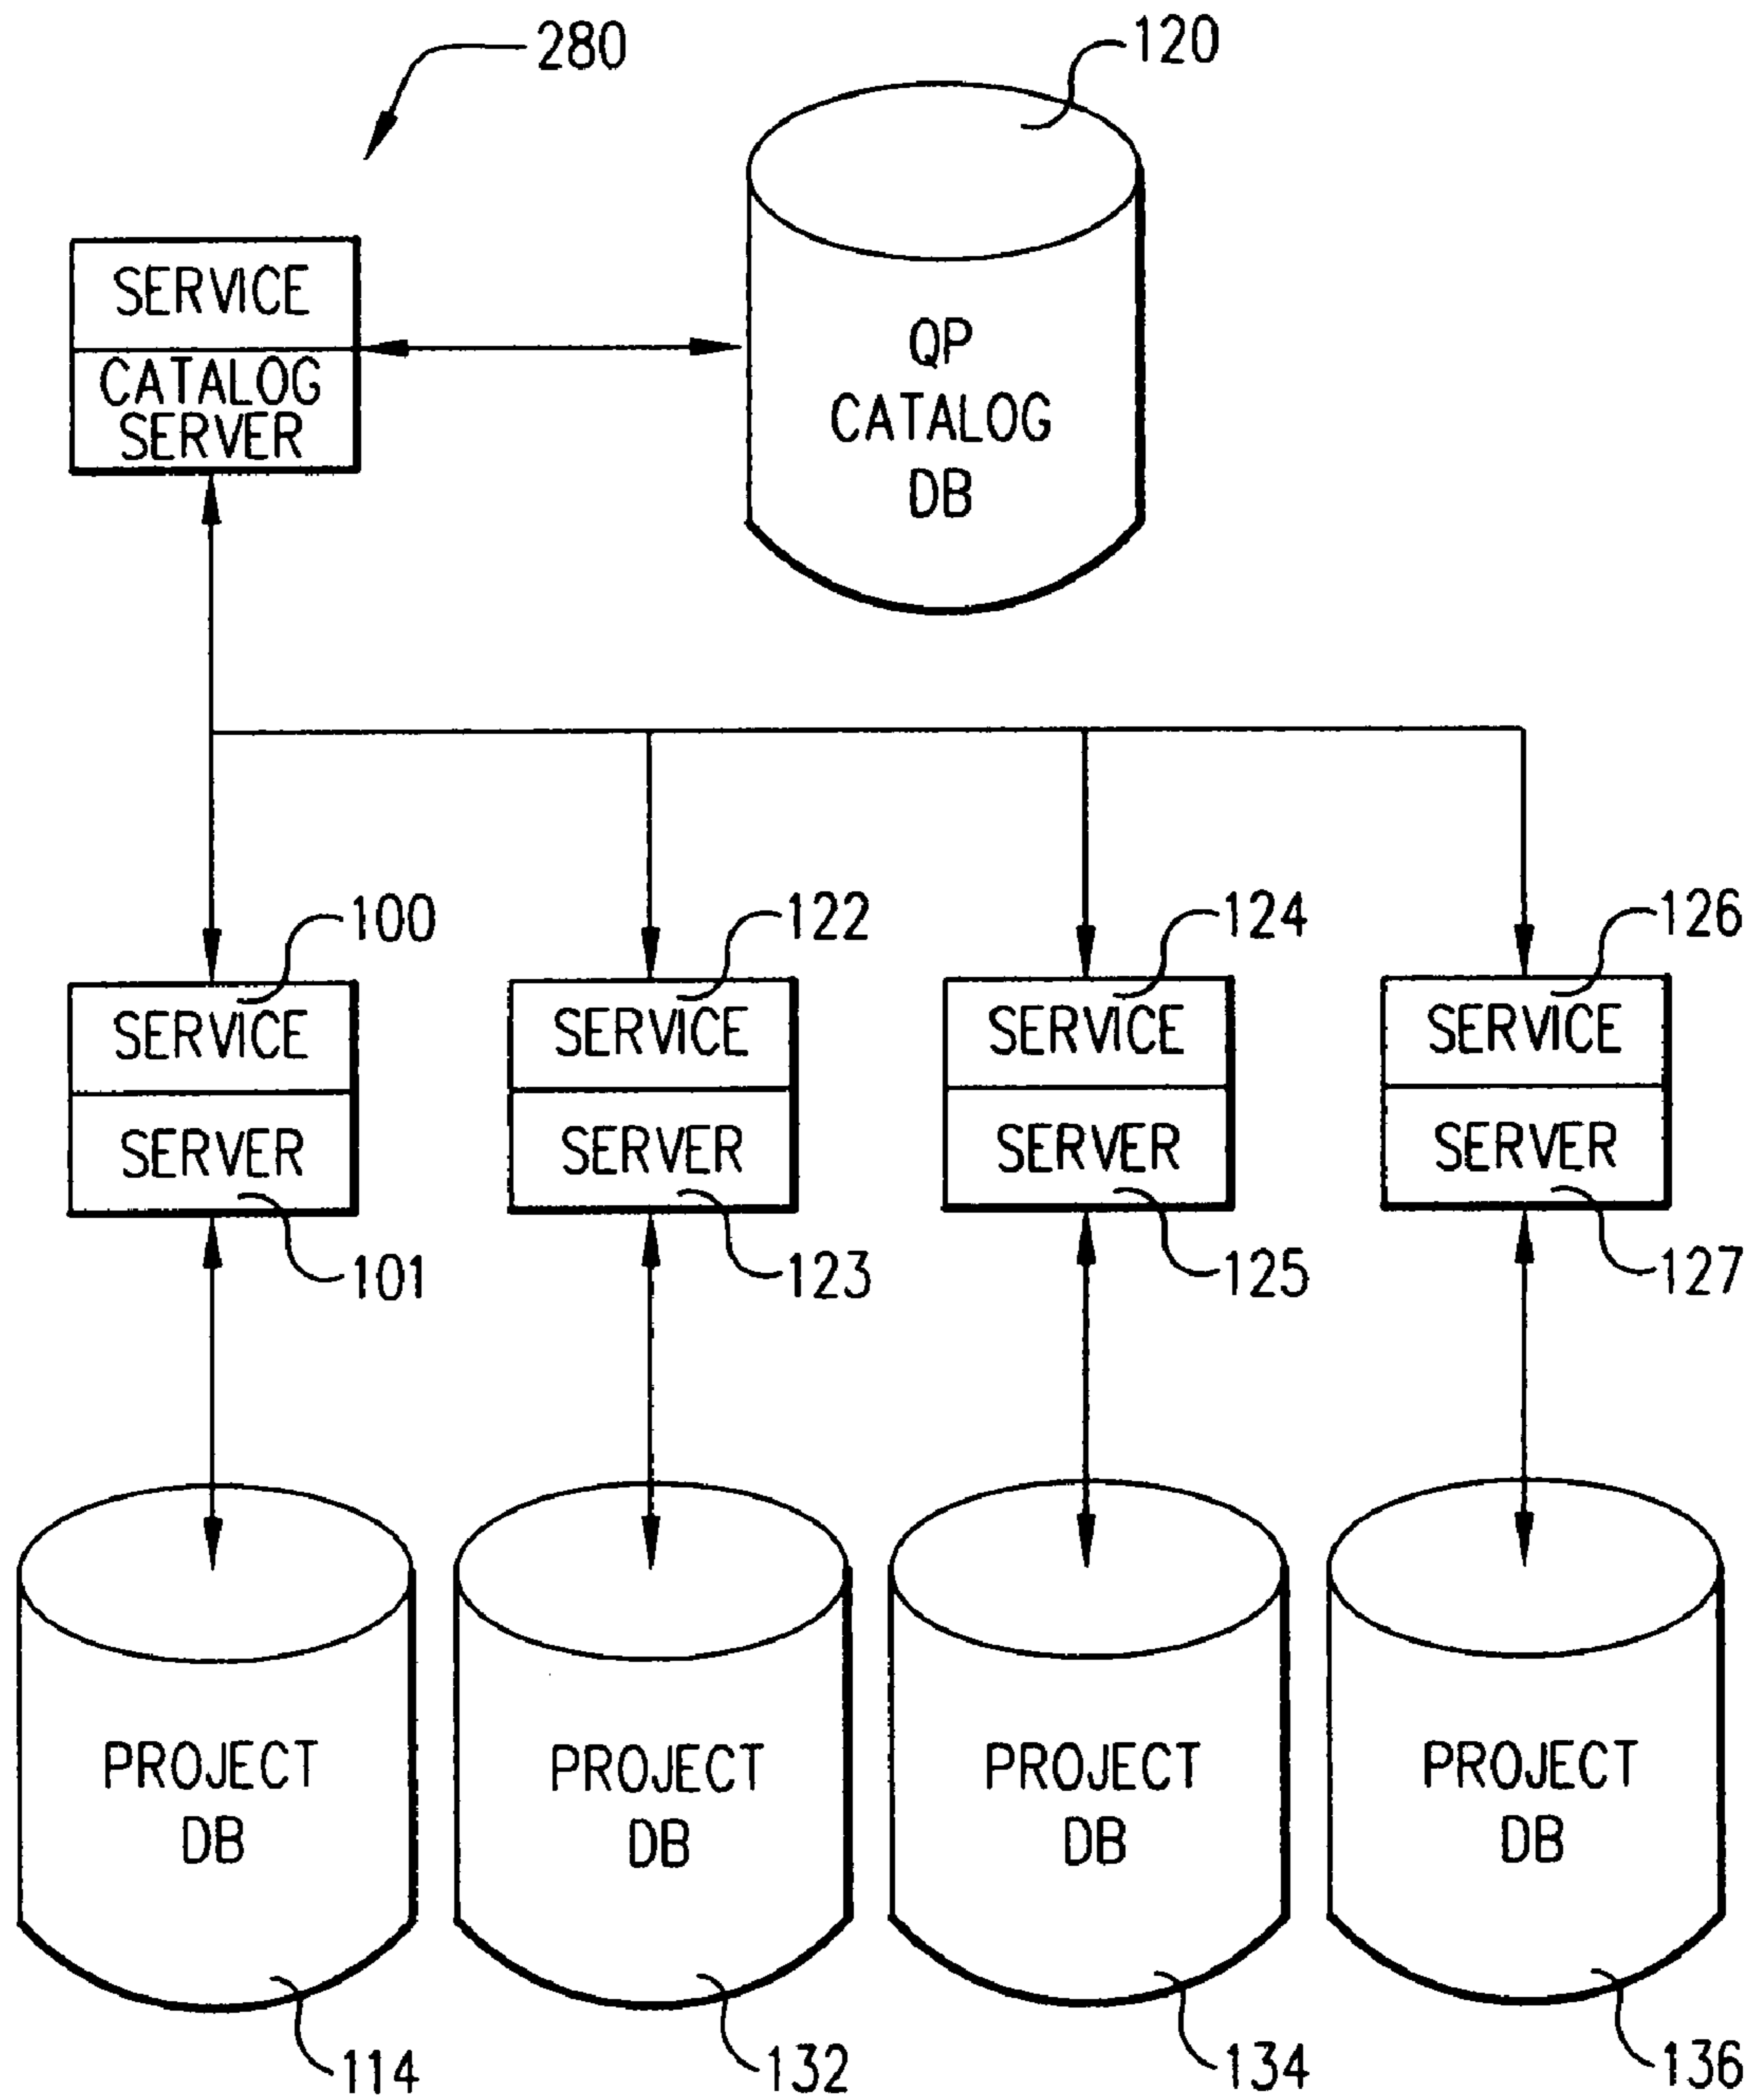 280
120
SERVICE
CATALOG
SERVER
QP
CATALOG
DB
100
122
124
126
SERVICE
SERVICE
SERVICE
SERVICE
SERVER
SERVER
SERVER
SERVER
101
123
125
127
PROJECT
DB
PROJECT
DB
PROJECT
DB
PROJECT
DB
114
132
134
136